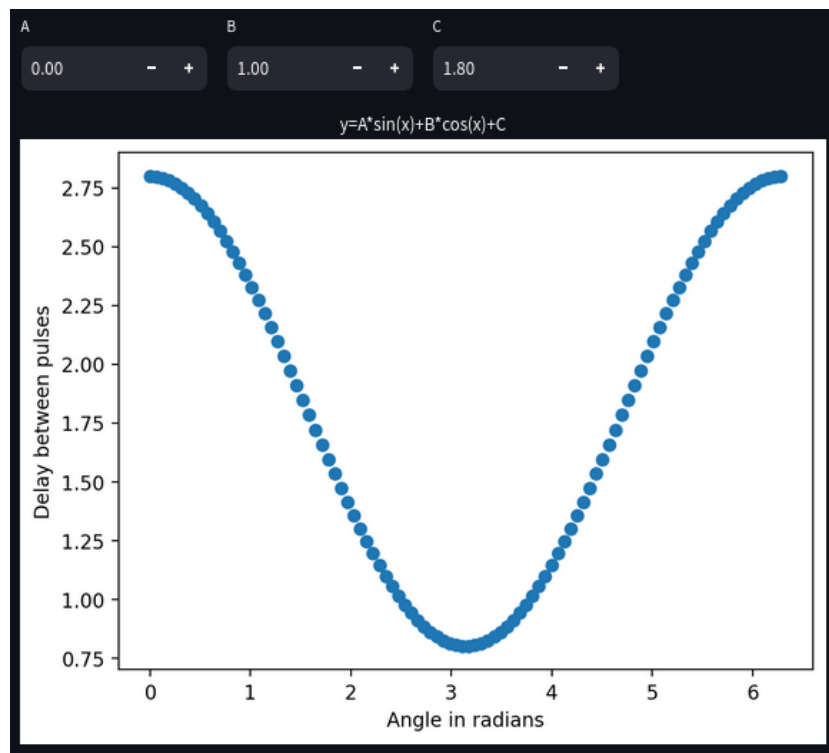 A B C
0.00 - + 1.00 - + 1.80 - +
y=A*sin(x)+B*cos(x)+C
2.75
2.50
2.25
2.00
1.75
1.50
1.25
1.00
0.75
Delay between pulses
0 1 2 3 4 5 6
Angle in radians